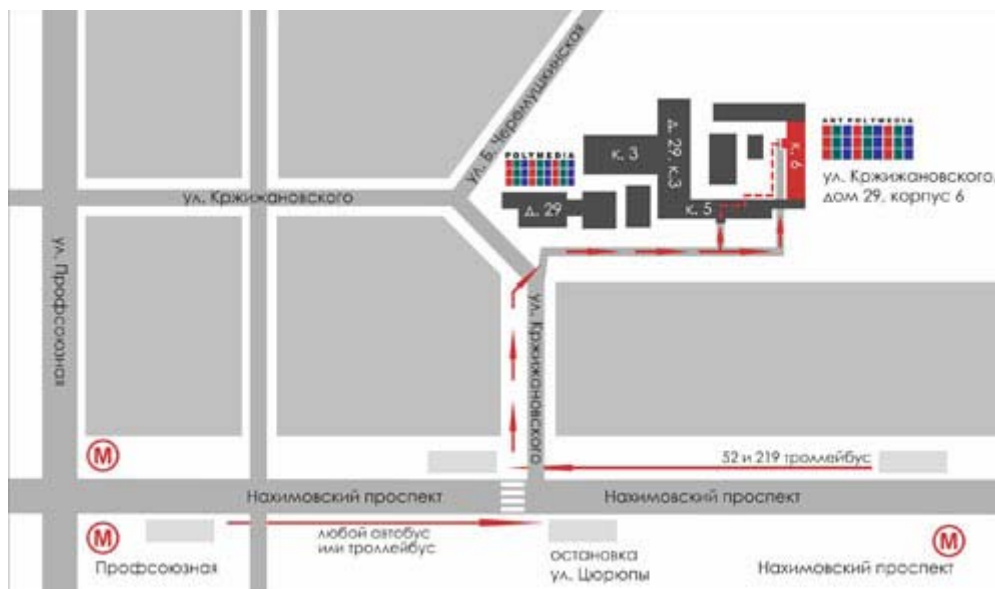 ул. Б. Черемушкинская
POLYMEDIA
к. 3
д. 29, к.3
к. 6
ART POLYMEDIA
ул. Кржижановского,
дом 29, корпус 6
ул. Кржижановского
д. 29
к. 5
ул. Профсоюзная
ул. Кржижановского
М
52 и 219 троллейбус
Нахимовский проспект
Нахимовский проспект
М
любой автобус
или троллейбус
М
Профсоюзная
остановка
ул. Цюрюпы
Нахимовский проспект